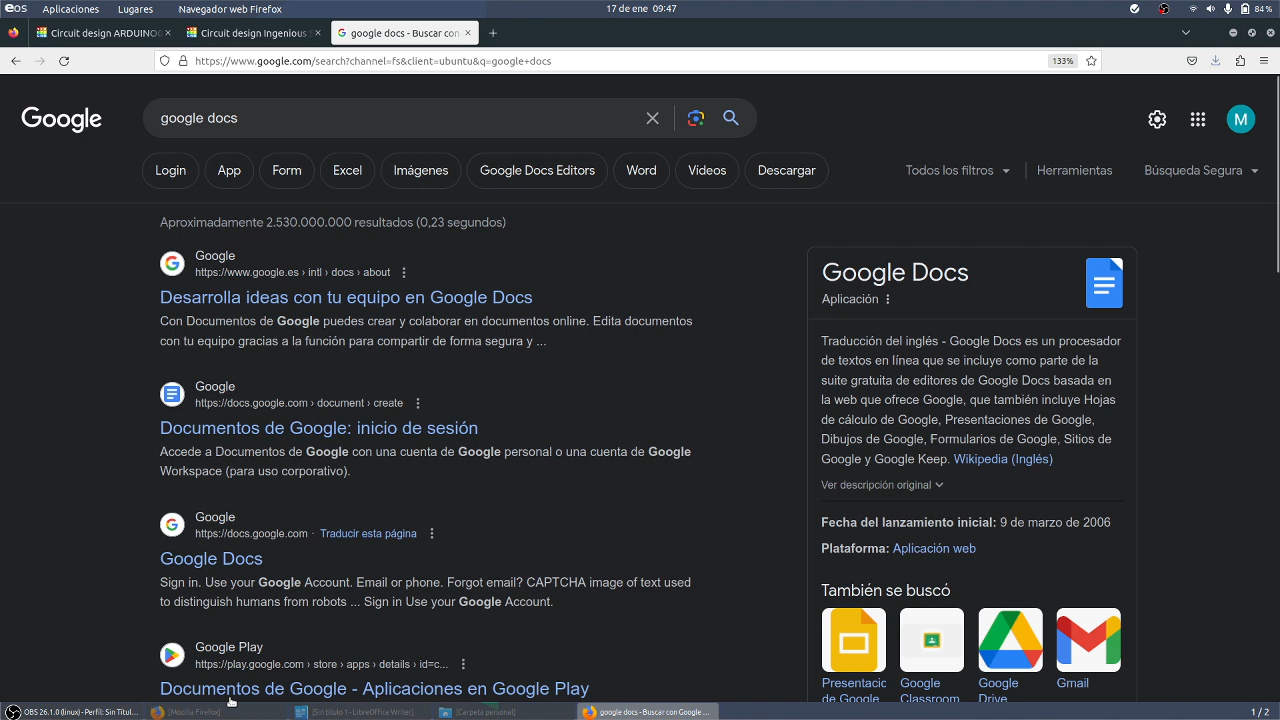 eos Aplicaciones Lugares Navegador web Firefox 17 de ene 09:47 84 %
Circuit design ARDUINO Circuit design Ingenious google docs - Buscar con
https://www.google.com/search?channel=fs&client=ubuntu&q=google+docs 133%
Google google docs M
Login App Form Excel Imágenes Google Docs Editors Word Vídeos Descargar Todos los filtros Herramientas Búsqueda Segura
Aproximadamente 2.530.000.000 resultados (0,23 segundos)
Google
https://www.google.es › intl › docs › about
Desarrolla ideas con tu equipo en Google Docs
Con Documentos de Google puedes crear y colaborar en documentos online. Edita documentos
con tu equipo gracias a la función para compartir de forma segura y ...
Google
https://docs.google.com › document › create
Documentos de Google: inicio de sesión
Accede a Documentos de Google con una cuenta de Google personal o una cuenta de Google
Workspace (para uso corporativo).
Google
https://docs.google.com · Traducir esta página
Google Docs
Sign in. Use your Google Account. Email or phone. Forgot email? CAPTCHA image of text used
to distinguish humans from robots ... Sign in Use your Google Account.
Google Play
https://play.google.com › store › apps › details › id=c...
Documentos de Google - Aplicaciones en Google Play
Google Docs
Aplicación
Traducción del inglés - Google Docs es un procesador
de textos en línea que se incluye como parte de la
suite gratuita de editores de Google Docs basada en
la web que ofrece Google, que también incluye Hojas
de cálculo de Google, Presentaciones de Google,
Dibujos de Google, Formularios de Google, Sitios de
Google y Google Keep. Wikipedia (Inglés)
Ver descripción original
Fecha del lanzamiento inicial: 9 de marzo de 2006
Plataforma: Aplicación web
También se buscó
Presentacio Google Google Gmail
de Google Classroom Drive
OBS 26.1.0 (linux) - Perfil: Sin Titul... [Mozilla Firefox] [Sin título 1 - LibreOffice Writer] [Carpeta personal] google docs - Buscar con Google ... 1 / 2